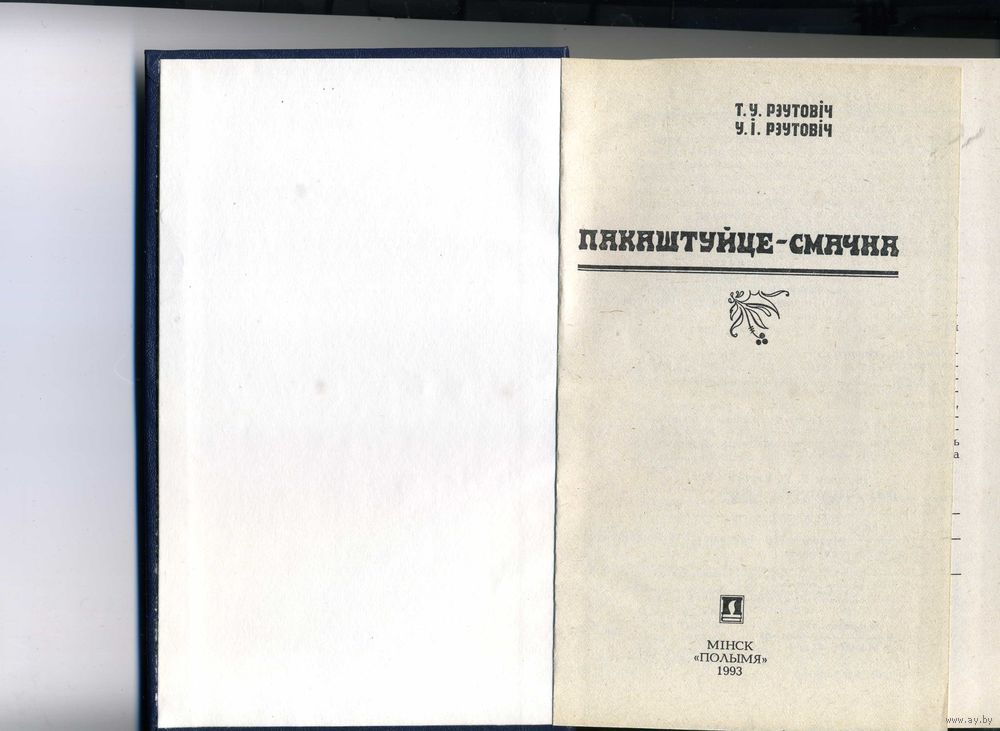 Т. У. РЭУТОВІЧ
У. І. РЭУТОВІЧ
ПАКАШТУЙЦЕ-СМАЧНА
МІНСК
«ПОЛЫМЯ»
1993
ь
а
www.ay.by